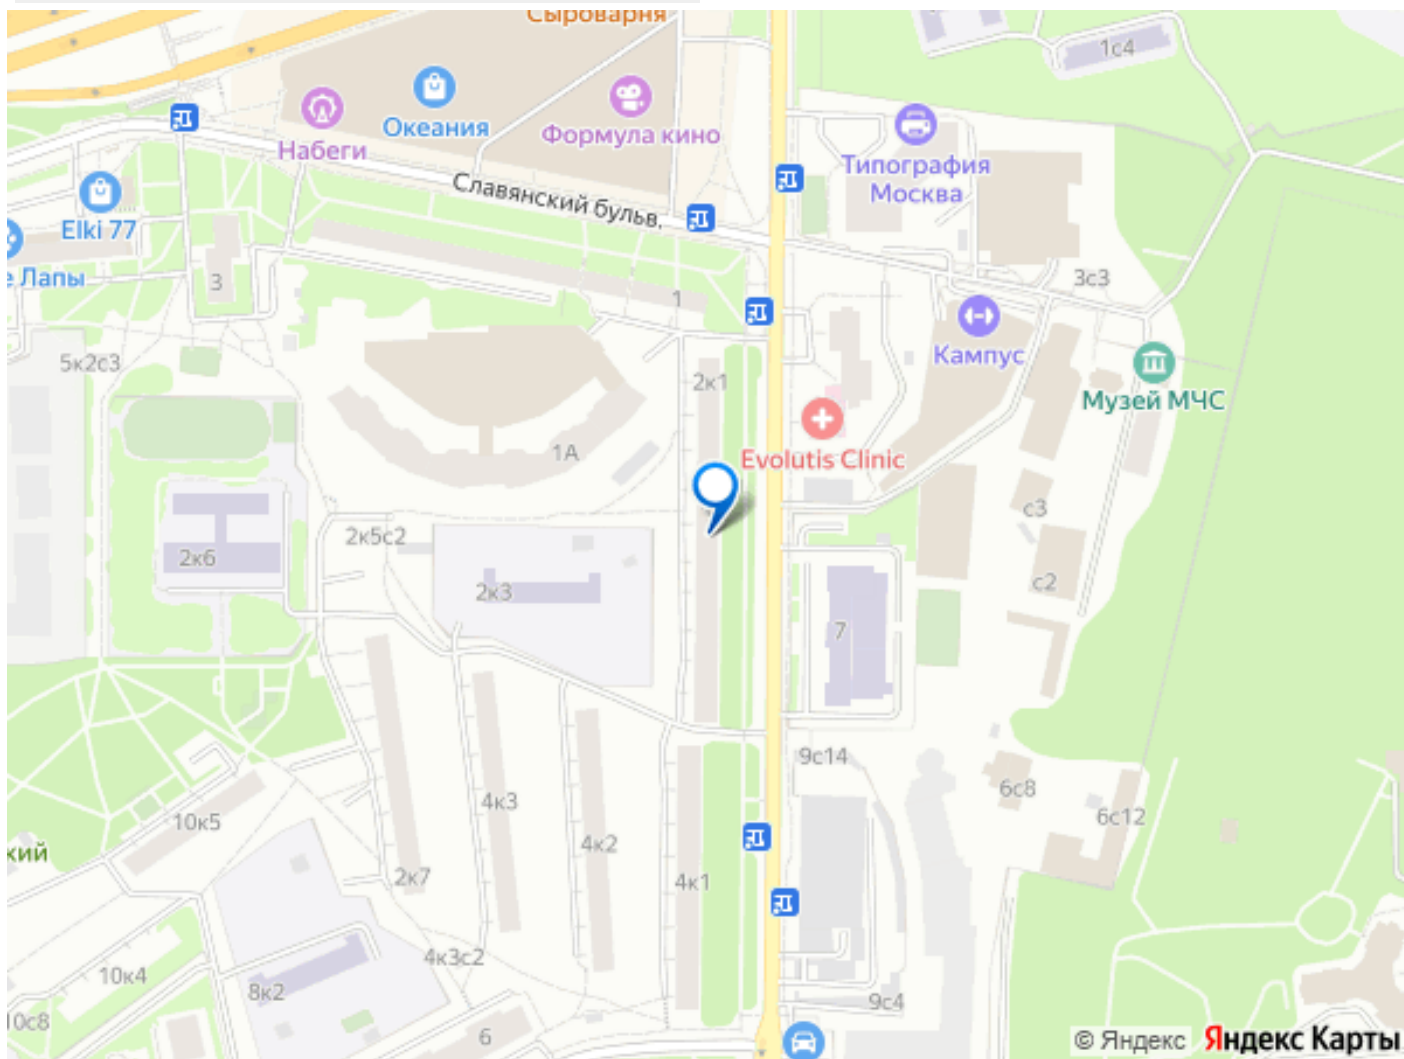 Сыроварня
1с4
Океания
Набеги
Формула кино
Типография
Москва
Славянский бульв.
Elki 77
е Лапы
3
1
3с3
Кампус
Музей МЧС
5к2с3
2к1
1А
Evolutis Clinic
с3
2к5с2
2к6
2к3
с2
7
9с14
6с8
6с12
4к3
10к5
4к2
кий
2к7
4к1
4к3с2
10к4
8к2
9с4
10с8
6
© Яндекс Яндекс Карты